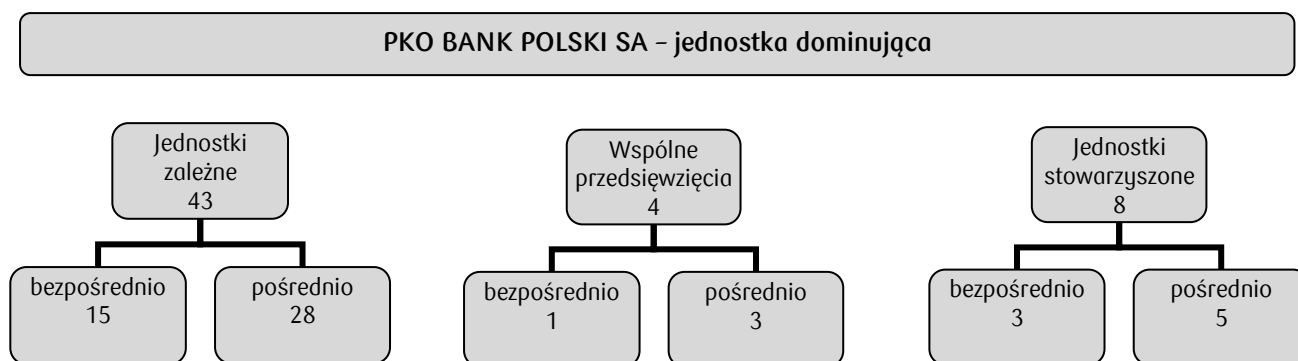 PKO BANK POLSKI SA – jednostka dominująca
Jednostki
zależne
43
bezpośrednio
15
pośrednio
28
Wspólne
przedsięwzięcia
4
bezpośrednio
1
pośrednio
3
Jednostki
stowarzyszone
8
bezpośrednio
3
pośrednio
5